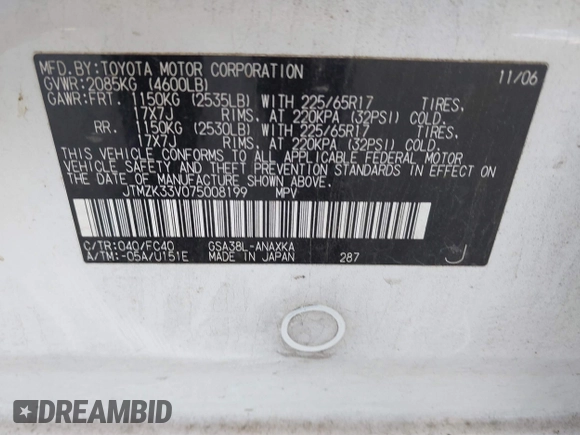 MFD.BY:TOYOTA MOTOR CORPORATION 11/06
GVWR:2085KG (4600LB)
GAWR:FRT. 1150KG (2535LB) WITH 225/65R17 TIRES,
17X7J RIMS, AT 220KPA (32PSI) COLD.
RR. 1150KG (2530LB) WITH 225/65R17 TIRES,
17X7J RIMS, AT 220KPA (32PSI) COLD.
THIS VEHICLE CONFORMS TO ALL APPLICABLE FEDERAL MOTOR
VEHICLE SAFETY AND THEFT PREVENTION STANDARDS IN EFFECT ON
THE DATE OF MANUFACTURE SHOWN ABOVE.
JTMZK33V075008199 MPV
C/TR:040/FC40 GSA38L-ANAXKA
A/TM:-05A/U151E MADE IN JAPAN 287 J
DREAMBID